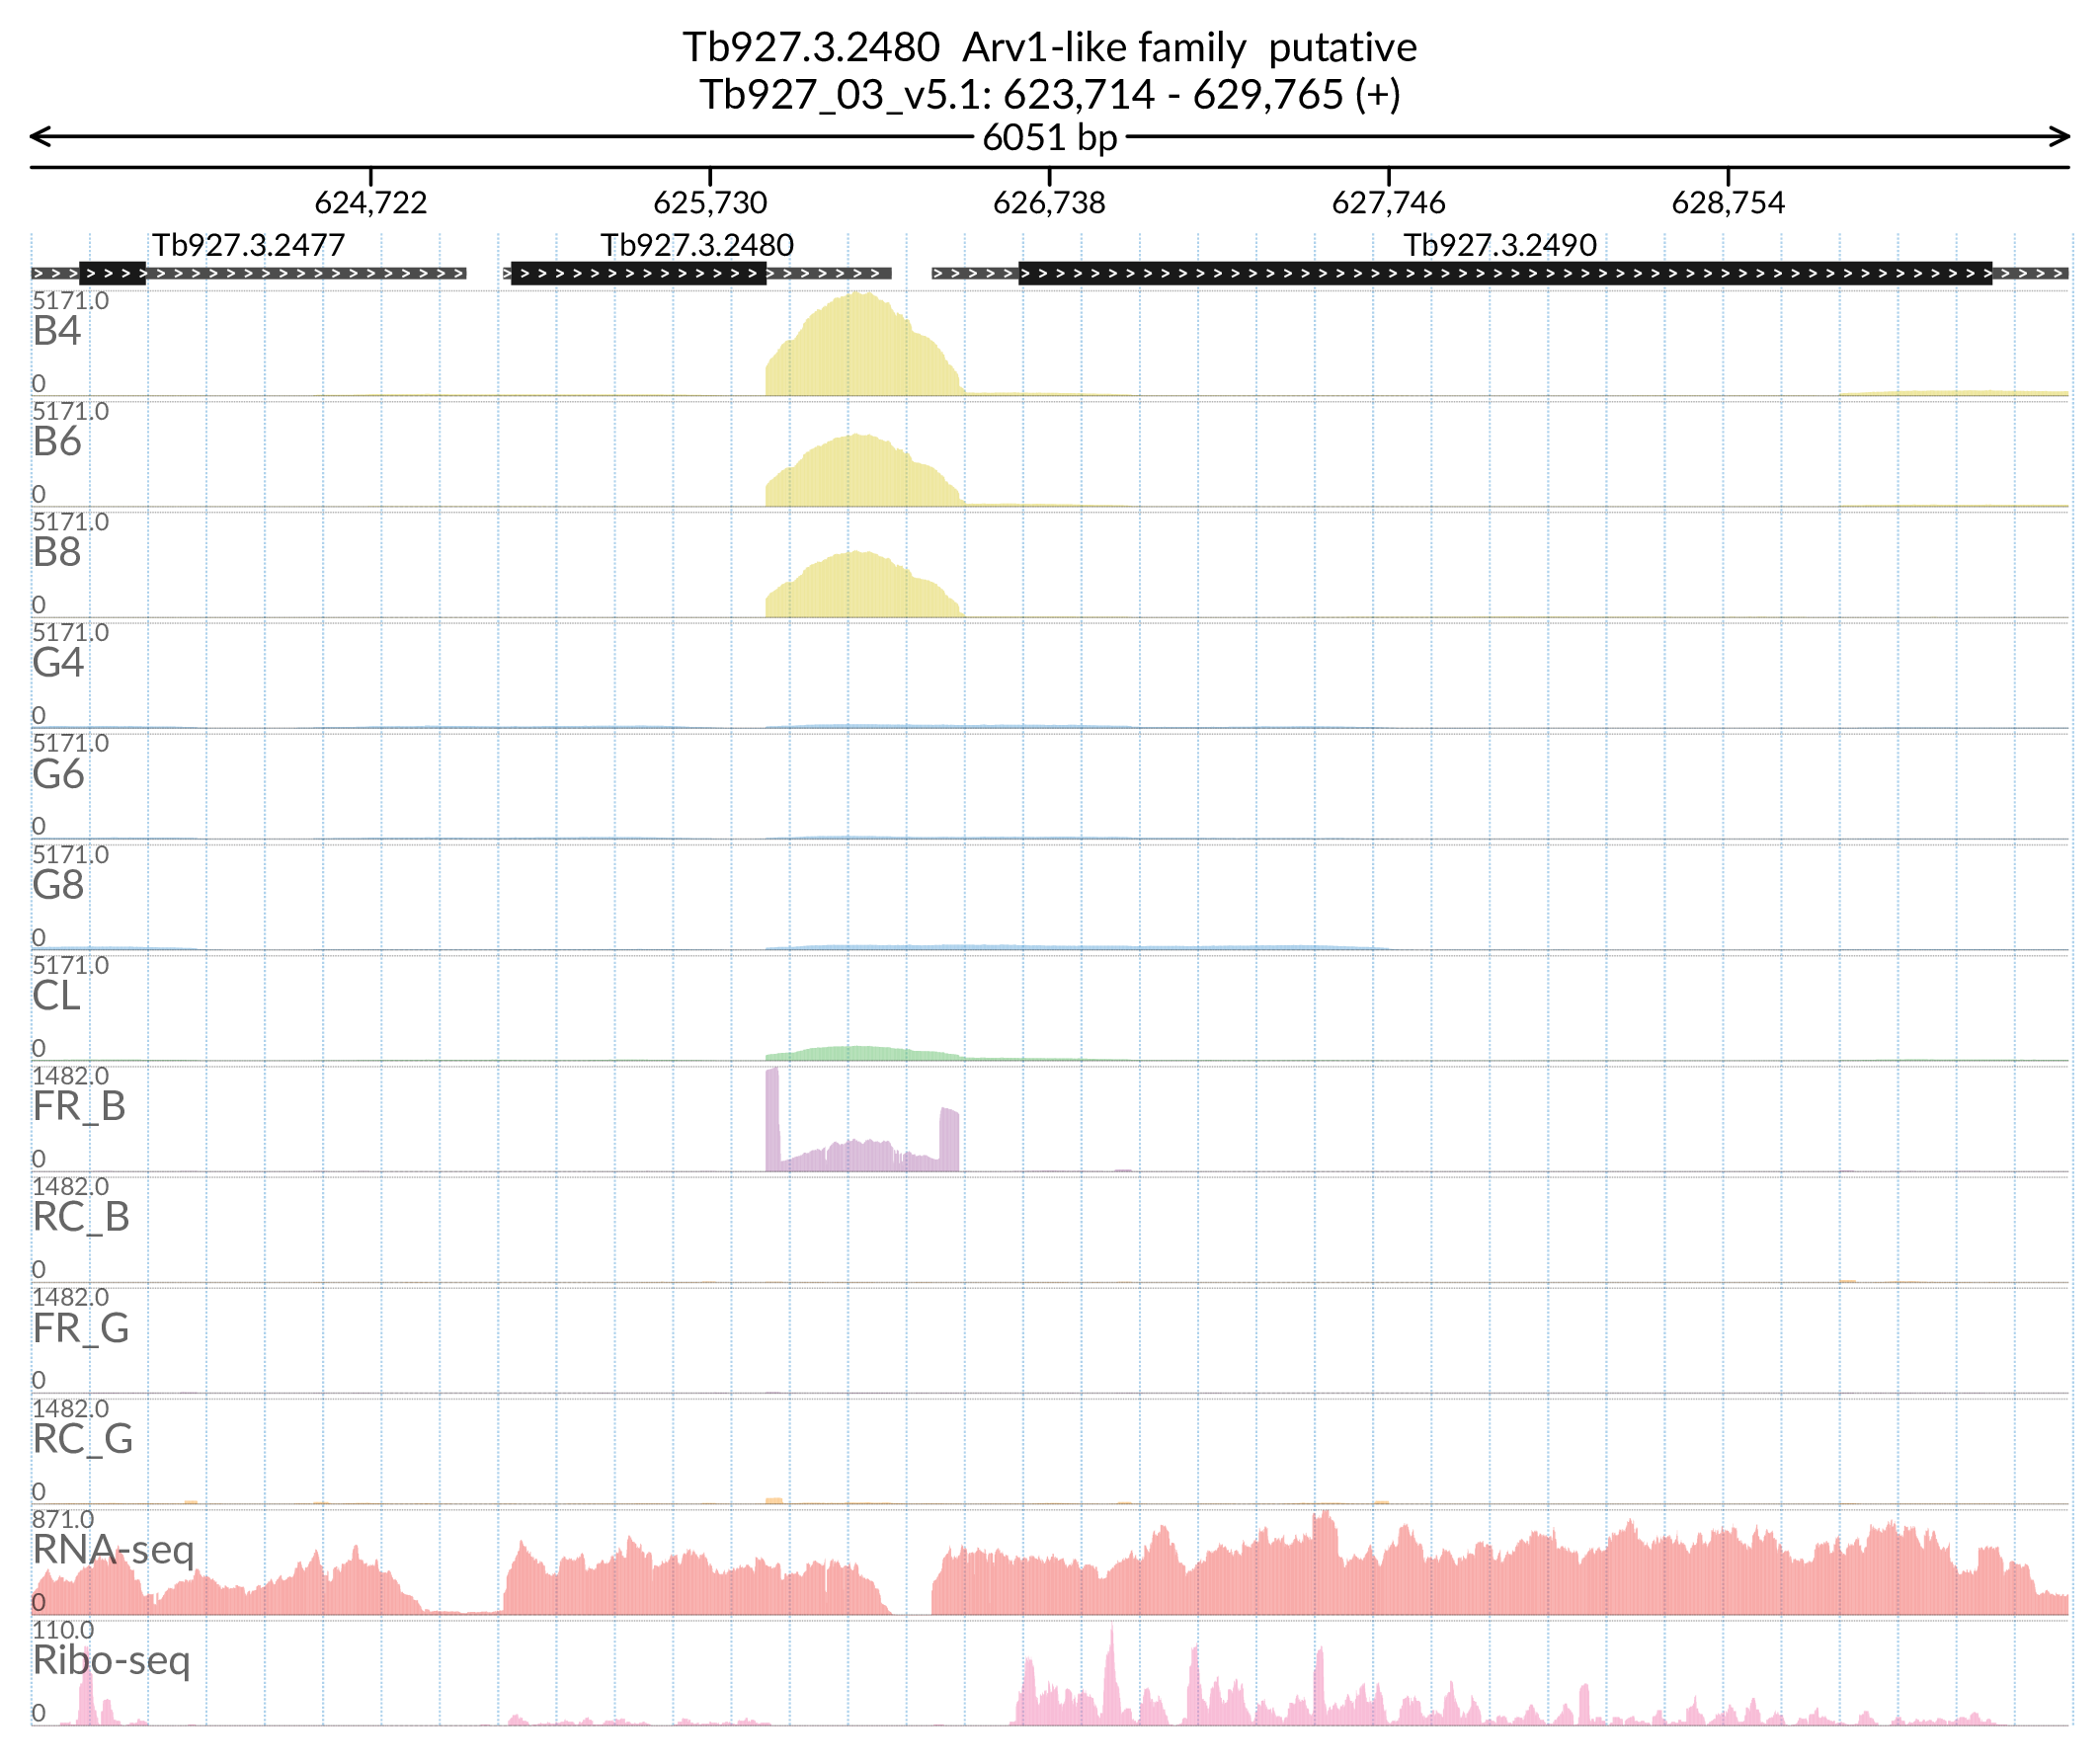 Tb927.3.2480 Arv1-like family putative
Tb927_03_v5.1: 623,714 - 629,765 (+)
6051 bp
624,722 625,730 626,738 627,746 628,754
Tb927.3.2477 Tb927.3.2480 Tb927.3.2490
5171.0
B4
0
5171.0
B6
0
5171.0
B8
0
5171.0
G4
0
5171.0
G6
0
5171.0
G8
0
5171.0
CL
0
1482.0
FR_B
0
1482.0
RC_B
0
1482.0
FR_G
0
1482.0
RC_G
0
871.0
RNA-seq
0
110.0
Ribo-seq
0